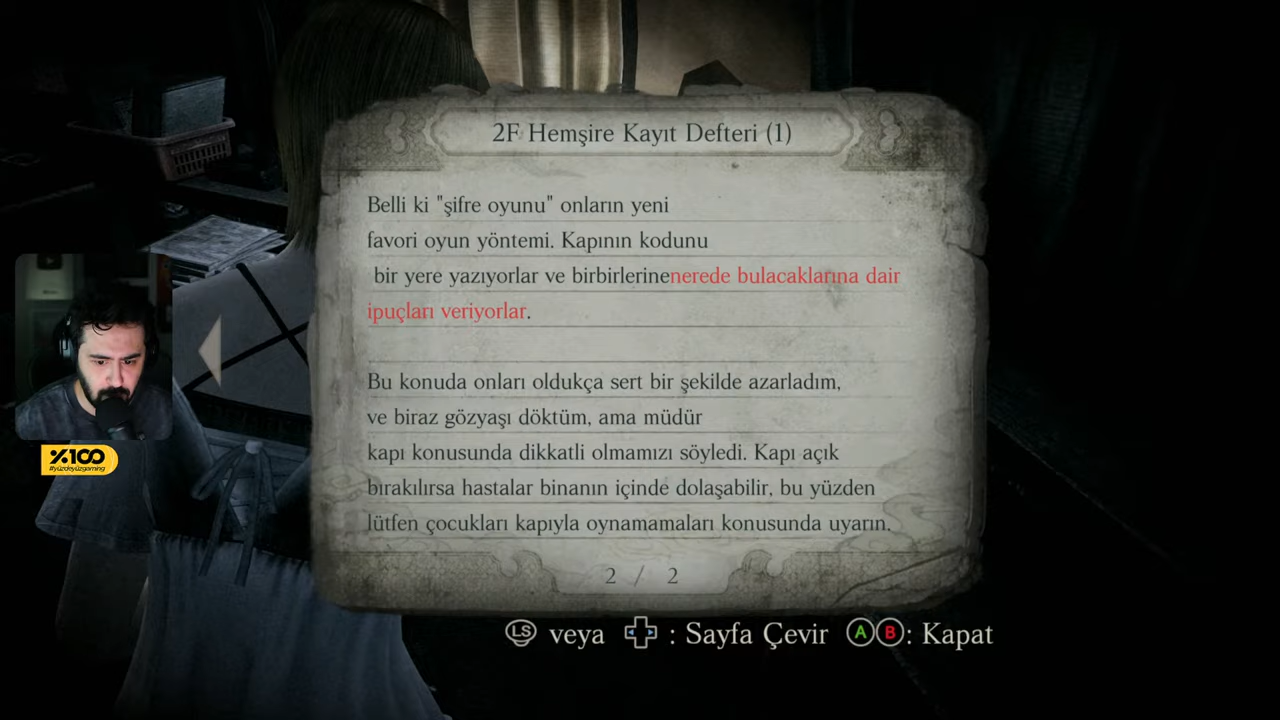 2F Hemşire Kayıt Defteri (1)
Belli ki "şifre oyunu" onların yeni
favori oyun yöntemi. Kapının kodunu
bir yere yazıyorlar ve birbirlerinenerede bulacaklarına dair
ipuçları veriyorlar.
Bu konuda onları oldukça sert bir şekilde azarladım,
ve biraz gözyaşı döktüm, ama müdür
kapı konusunda dikkatli olmamızı söyledi. Kapı açık
bırakılırsa hastalar binanın içinde dolaşabilir, bu yüzden
lütfen çocukları kapıyla oynamamaları konusunda uyarın.
2 / 2
LS veya : Sayfa Çevir A B : Kapat
%100
#yüzdeyüzgaming